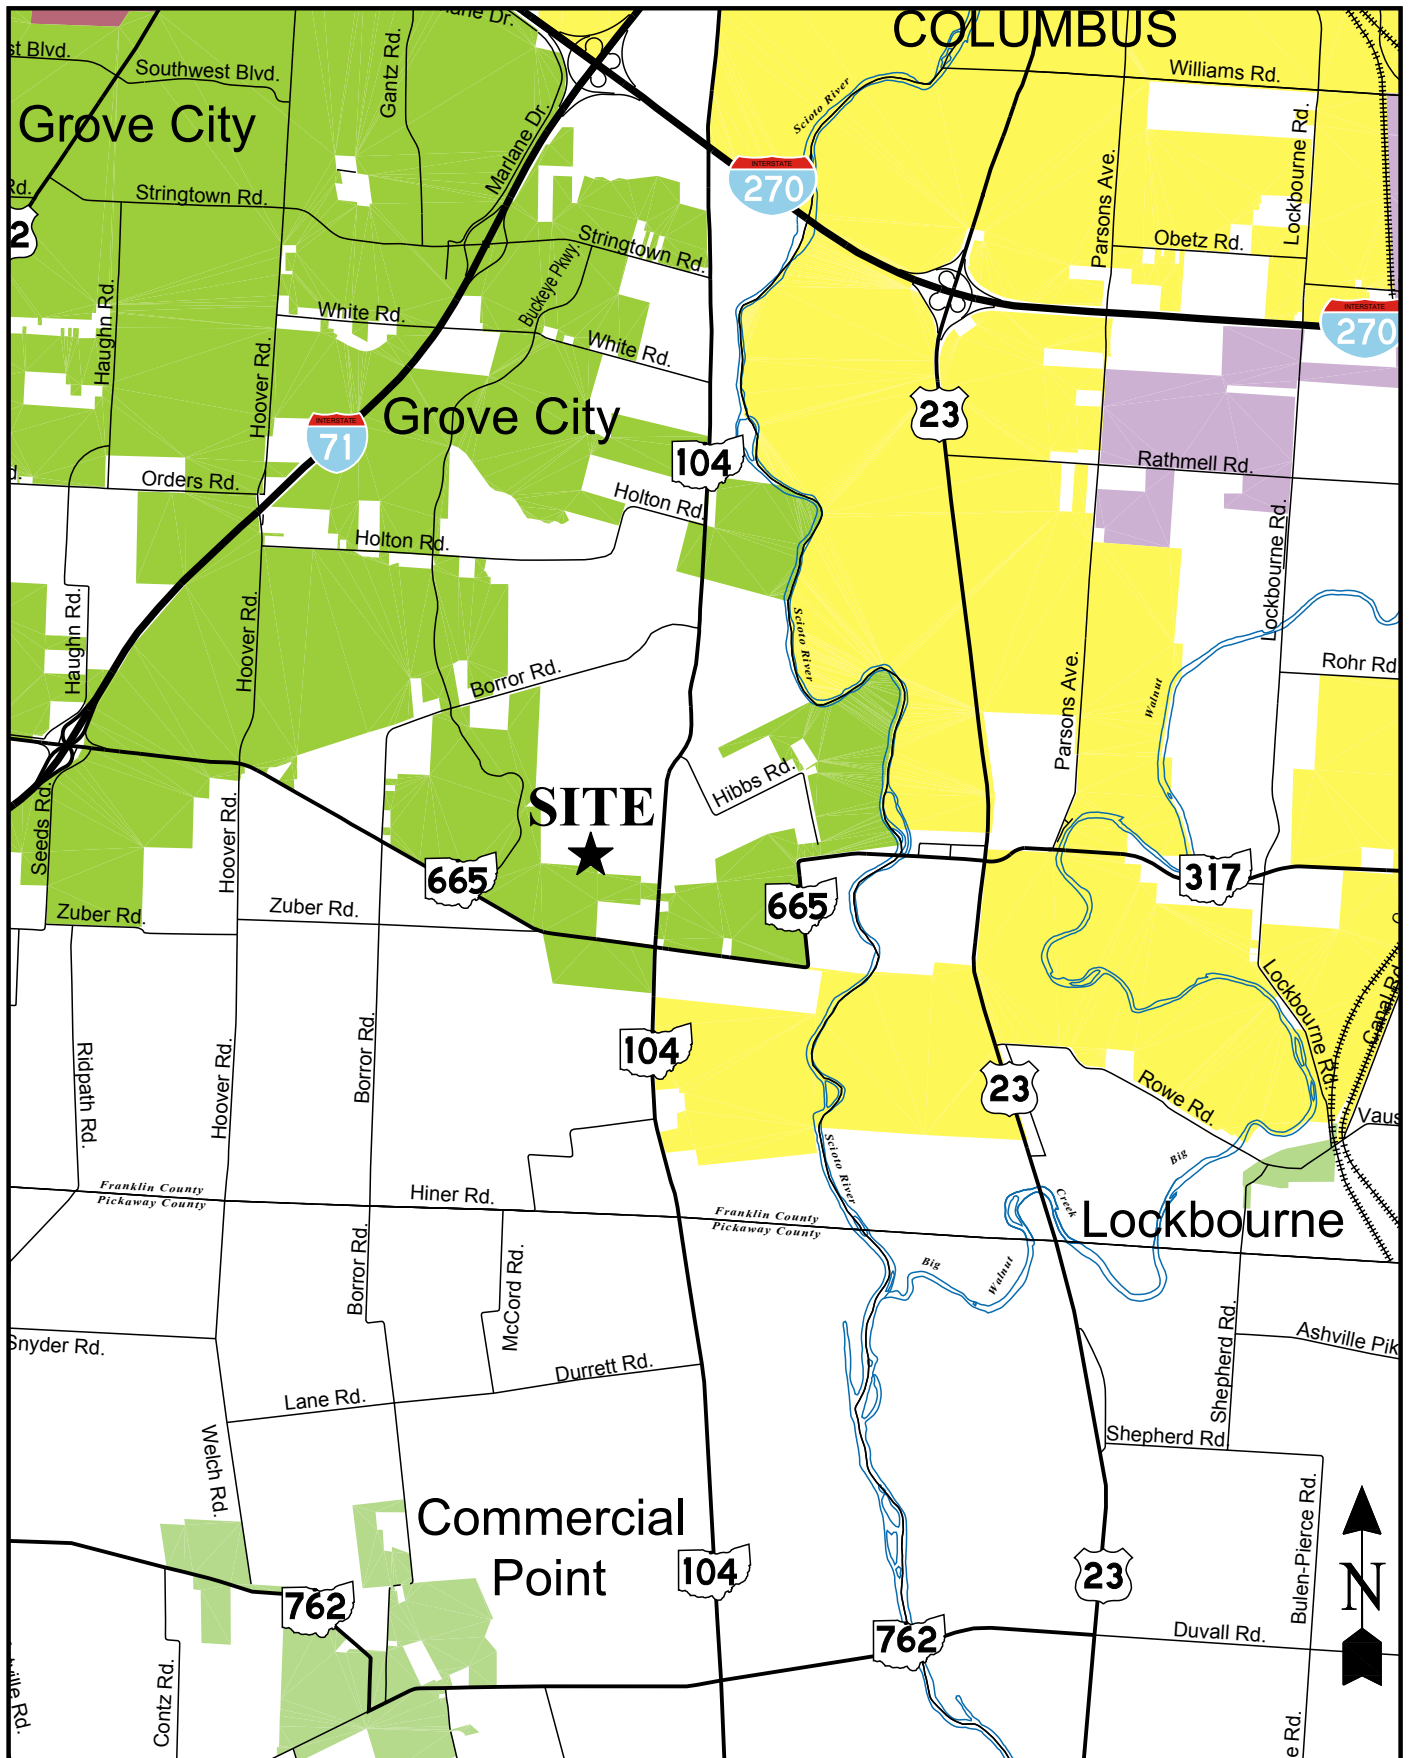 COLUMBUS
Southwest Blvd.
Gantz Rd.
Williams Rd.
Scioto River
Grove City
Marlane Dr.
Lockbourne Rd.
Parsons Ave.
INTERSTATE
270
Stringtown Rd.
Stringtown Rd.
Obetz Rd.
Buckeye Pkwy.
Haughn Rd.
White Rd.
White Rd.
INTERSTATE
270
Hoover Rd.
Grove City
INTERSTATE
71
23
104
Rathmell Rd.
Orders Rd.
Holton Rd.
Holton Rd.
Lockbourne Rd.
Haughn Rd.
Hoover Rd.
Scioto River
Borror Rd.
Parsons Ave.
Walnut
Rohr Rd
Hibbs Rd.
SITE
Seeds Rd.
Hoover Rd.
665
665
317
Zuber Rd.
Zuber Rd.
Lockbourne Rd.
Canal Rd
Ridpath Rd.
Hoover Rd.
Borror Rd.
104
23
Rowe Rd.
Vaus
Scioto River
Big
Creek
Franklin County
Pickaway County
Hiner Rd.
Franklin County
Pickaway County
Lockbourne
Borror Rd.
McCord Rd.
Big
Walnut
Snyder Rd.
Durrett Rd.
Lane Rd.
Shepherd Rd.
Ashville Pik
Welch Rd.
Shepherd Rd.
Commercial
Point
Bulen-Pierce Rd.
N
104
23
762
762
Duvall Rd.
Contz Rd.
ville Rd.
e Rd.